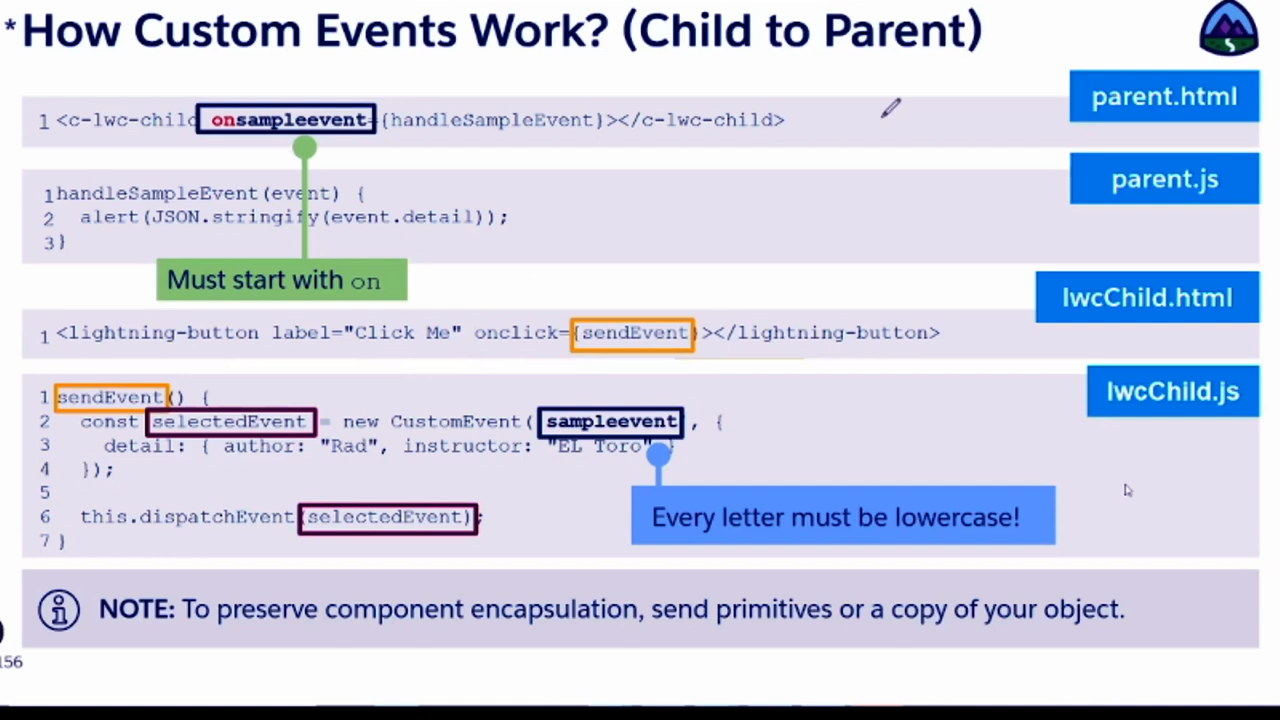 *How Custom Events Work? (Child to Parent)
parent.html
1 <c-lwc-child onsampleevent={handleSampleEvent)></c-lwc-child>
parent.js
1 handleSampleEvent(event) {
2 alert(JSON.stringify(event.detail));
3 }
Must start with on
lwcChild.html
1 <lightning-button label="Click Me" onclick={sendEvent}></lightning-button>
lwcChild.js
1 sendEvent() {
2 const selectedEvent = new CustomEvent( sampleevent , {
3 detail: { author: "Rad", instructor: "EL Toro" }
4 });
5
6 this.dispatchEvent(selectedEvent);
7 }
Every letter must be lowercase!
NOTE: To preserve component encapsulation, send primitives or a copy of your object.
156